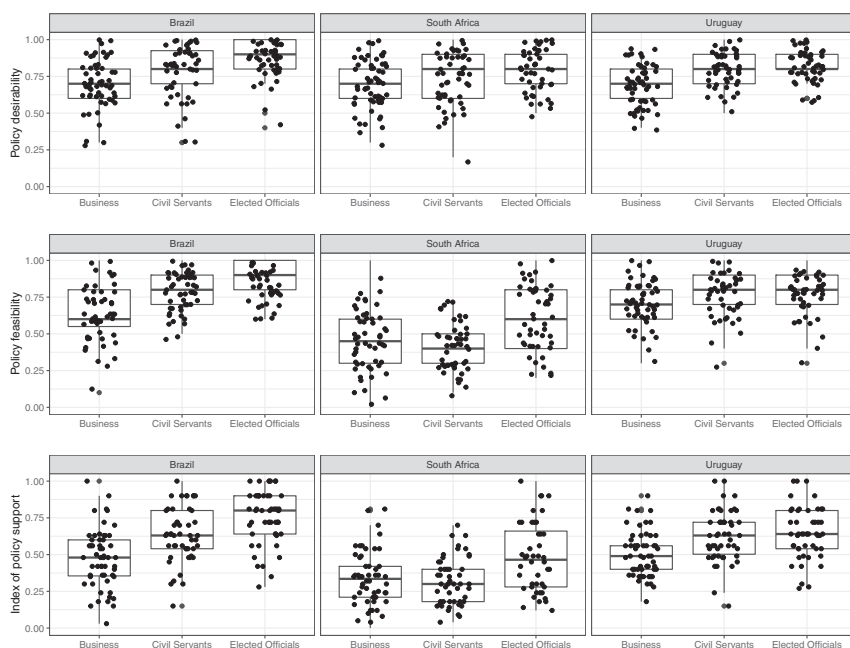 Brazil South Africa Uruguay
Policy desirability
1.00
0.75
0.50
0.25
0.00
Business Civil Servants Elected Officials Business Civil Servants Elected Officials Business Civil Servants Elected Officials
Brazil South Africa Uruguay
Policy feasibility
1.00
0.75
0.50
0.25
0.00
Business Civil Servants Elected Officials Business Civil Servants Elected Officials Business Civil Servants Elected Officials
Brazil South Africa Uruguay
Index of policy support
1.00
0.75
0.50
0.25
0.00
Business Civil Servants Elected Officials Business Civil Servants Elected Officials Business Civil Servants Elected Officials